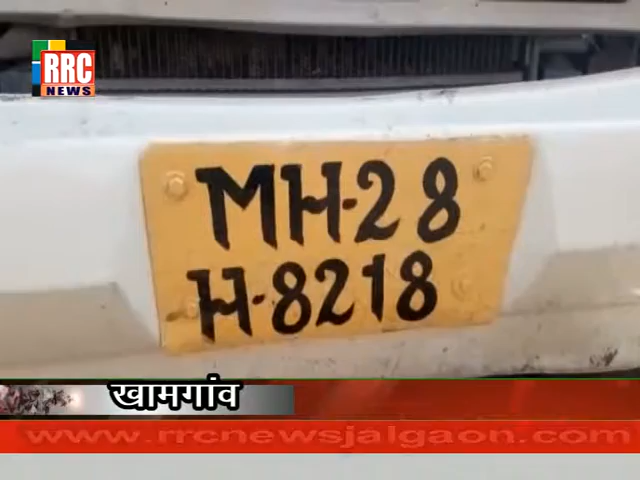 RRC
NEWS
MH-28
H-8218
खामगांव
www.rrcnewsjalgaon.com